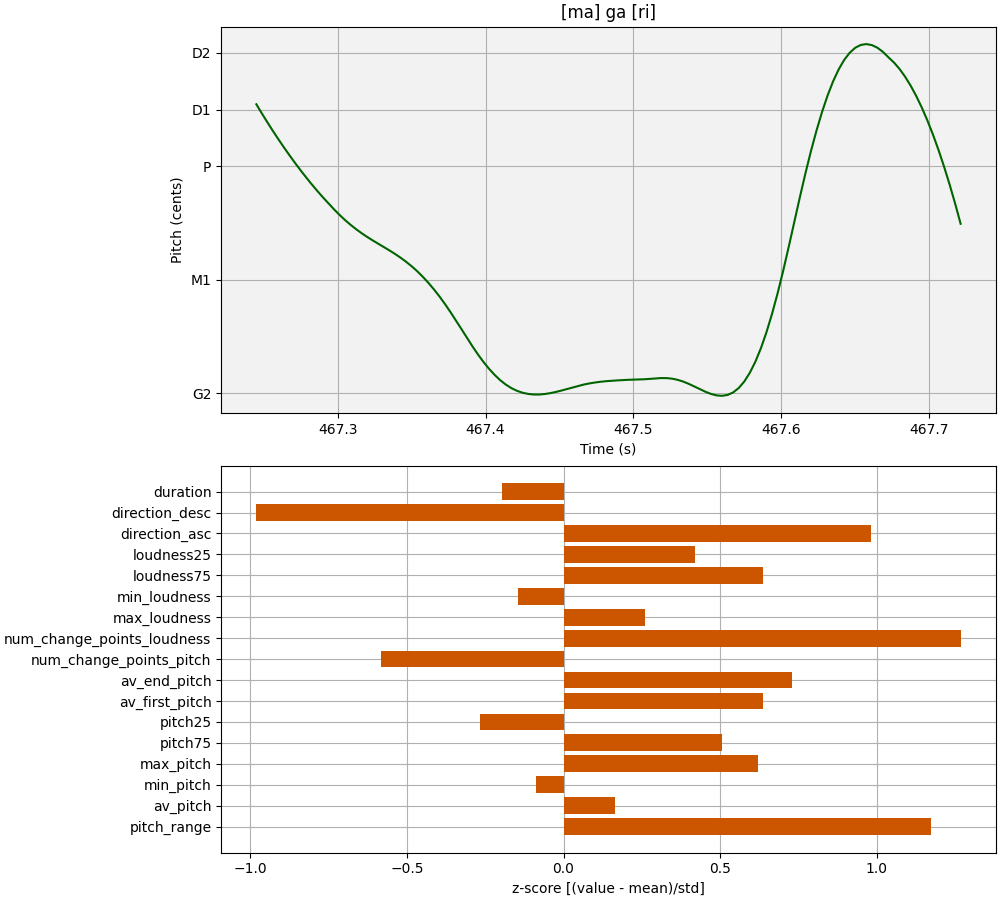 [ma] ga [ri]
Pitch (cents)
D2
D1
P
M1
G2
467.3 467.4 467.5 467.6 467.7
Time (s)
duration
direction_desc
direction_asc
loudness25
loudness75
min_loudness
max_loudness
num_change_points_loudness
num_change_points_pitch
av_end_pitch
av_first_pitch
pitch25
pitch75
max_pitch
min_pitch
av_pitch
pitch_range
−1.0 −0.5 0.0 0.5 1.0
z-score [(value - mean)/std]